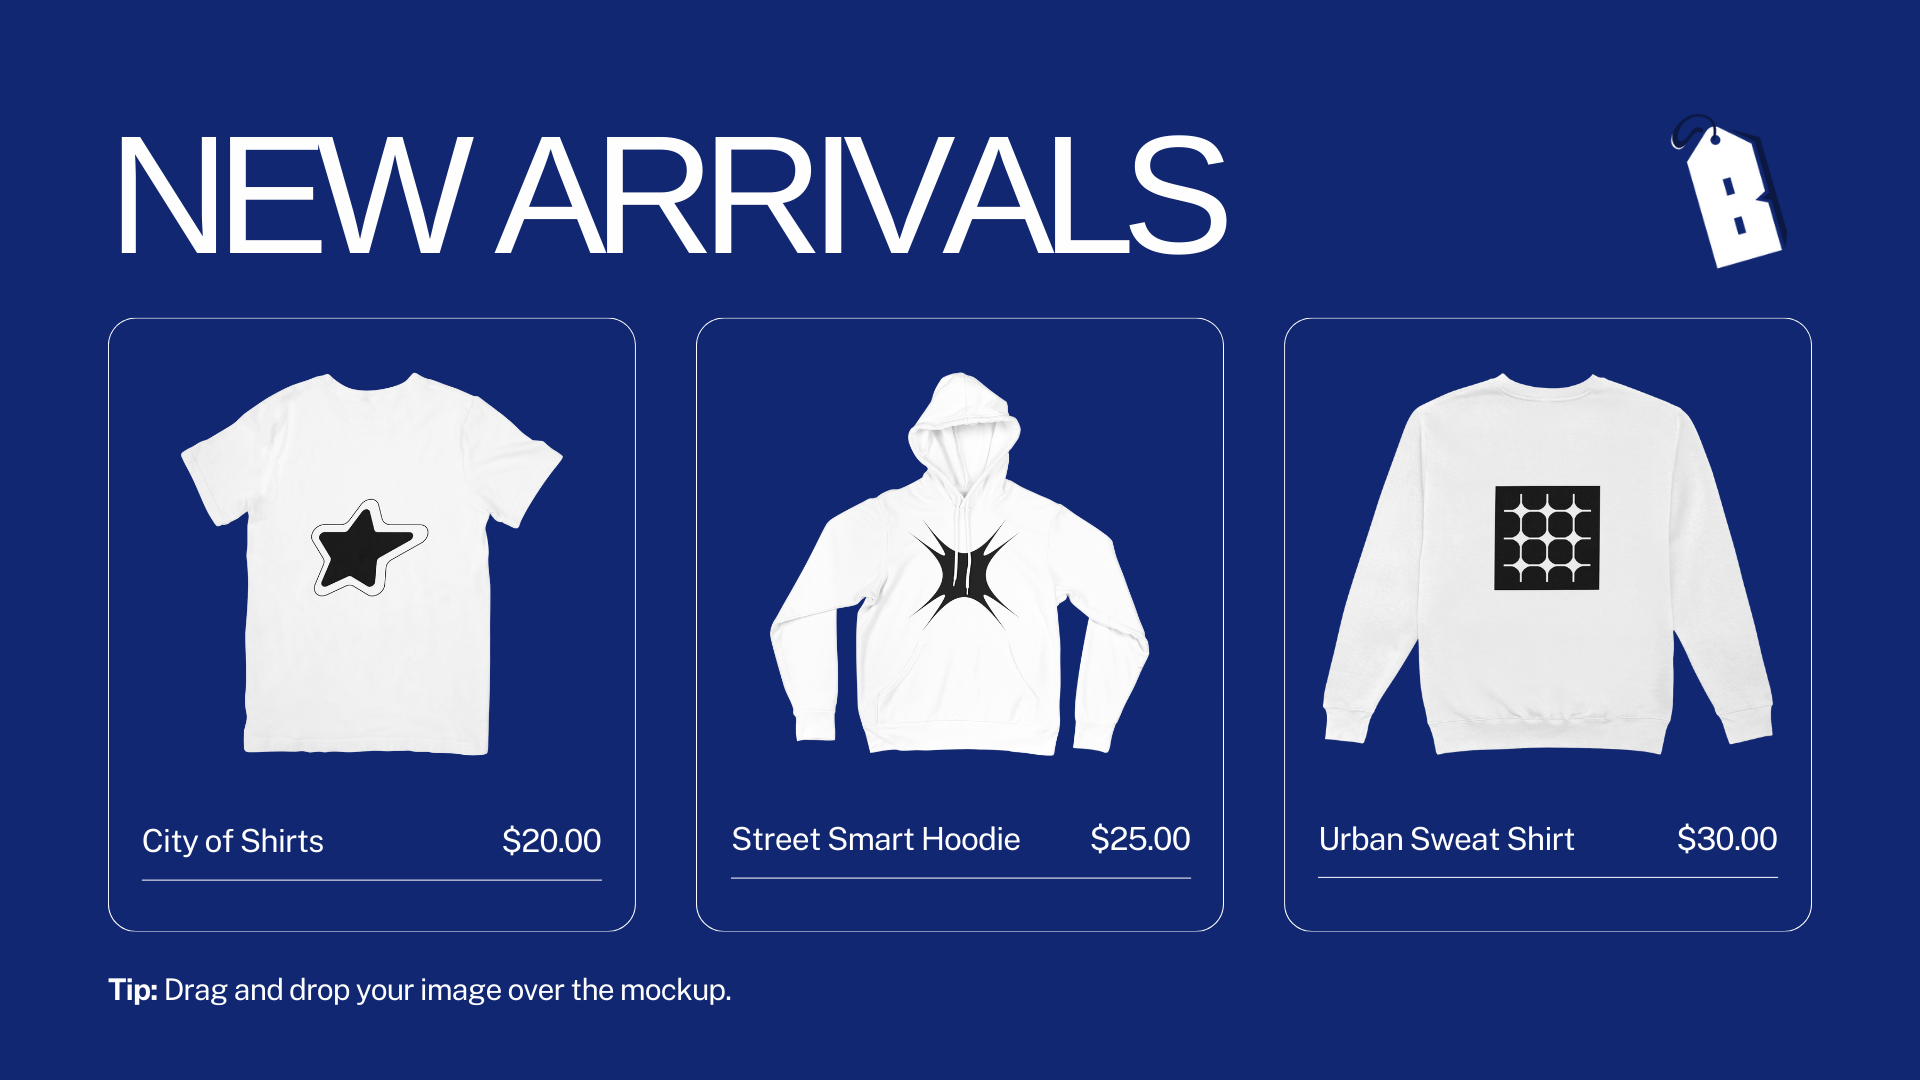 NEW ARRIVALS
B
City of Shirts $20.00
Street Smart Hoodie $25.00
Urban Sweat Shirt $30.00
Tip: Drag and drop your image over the mockup.